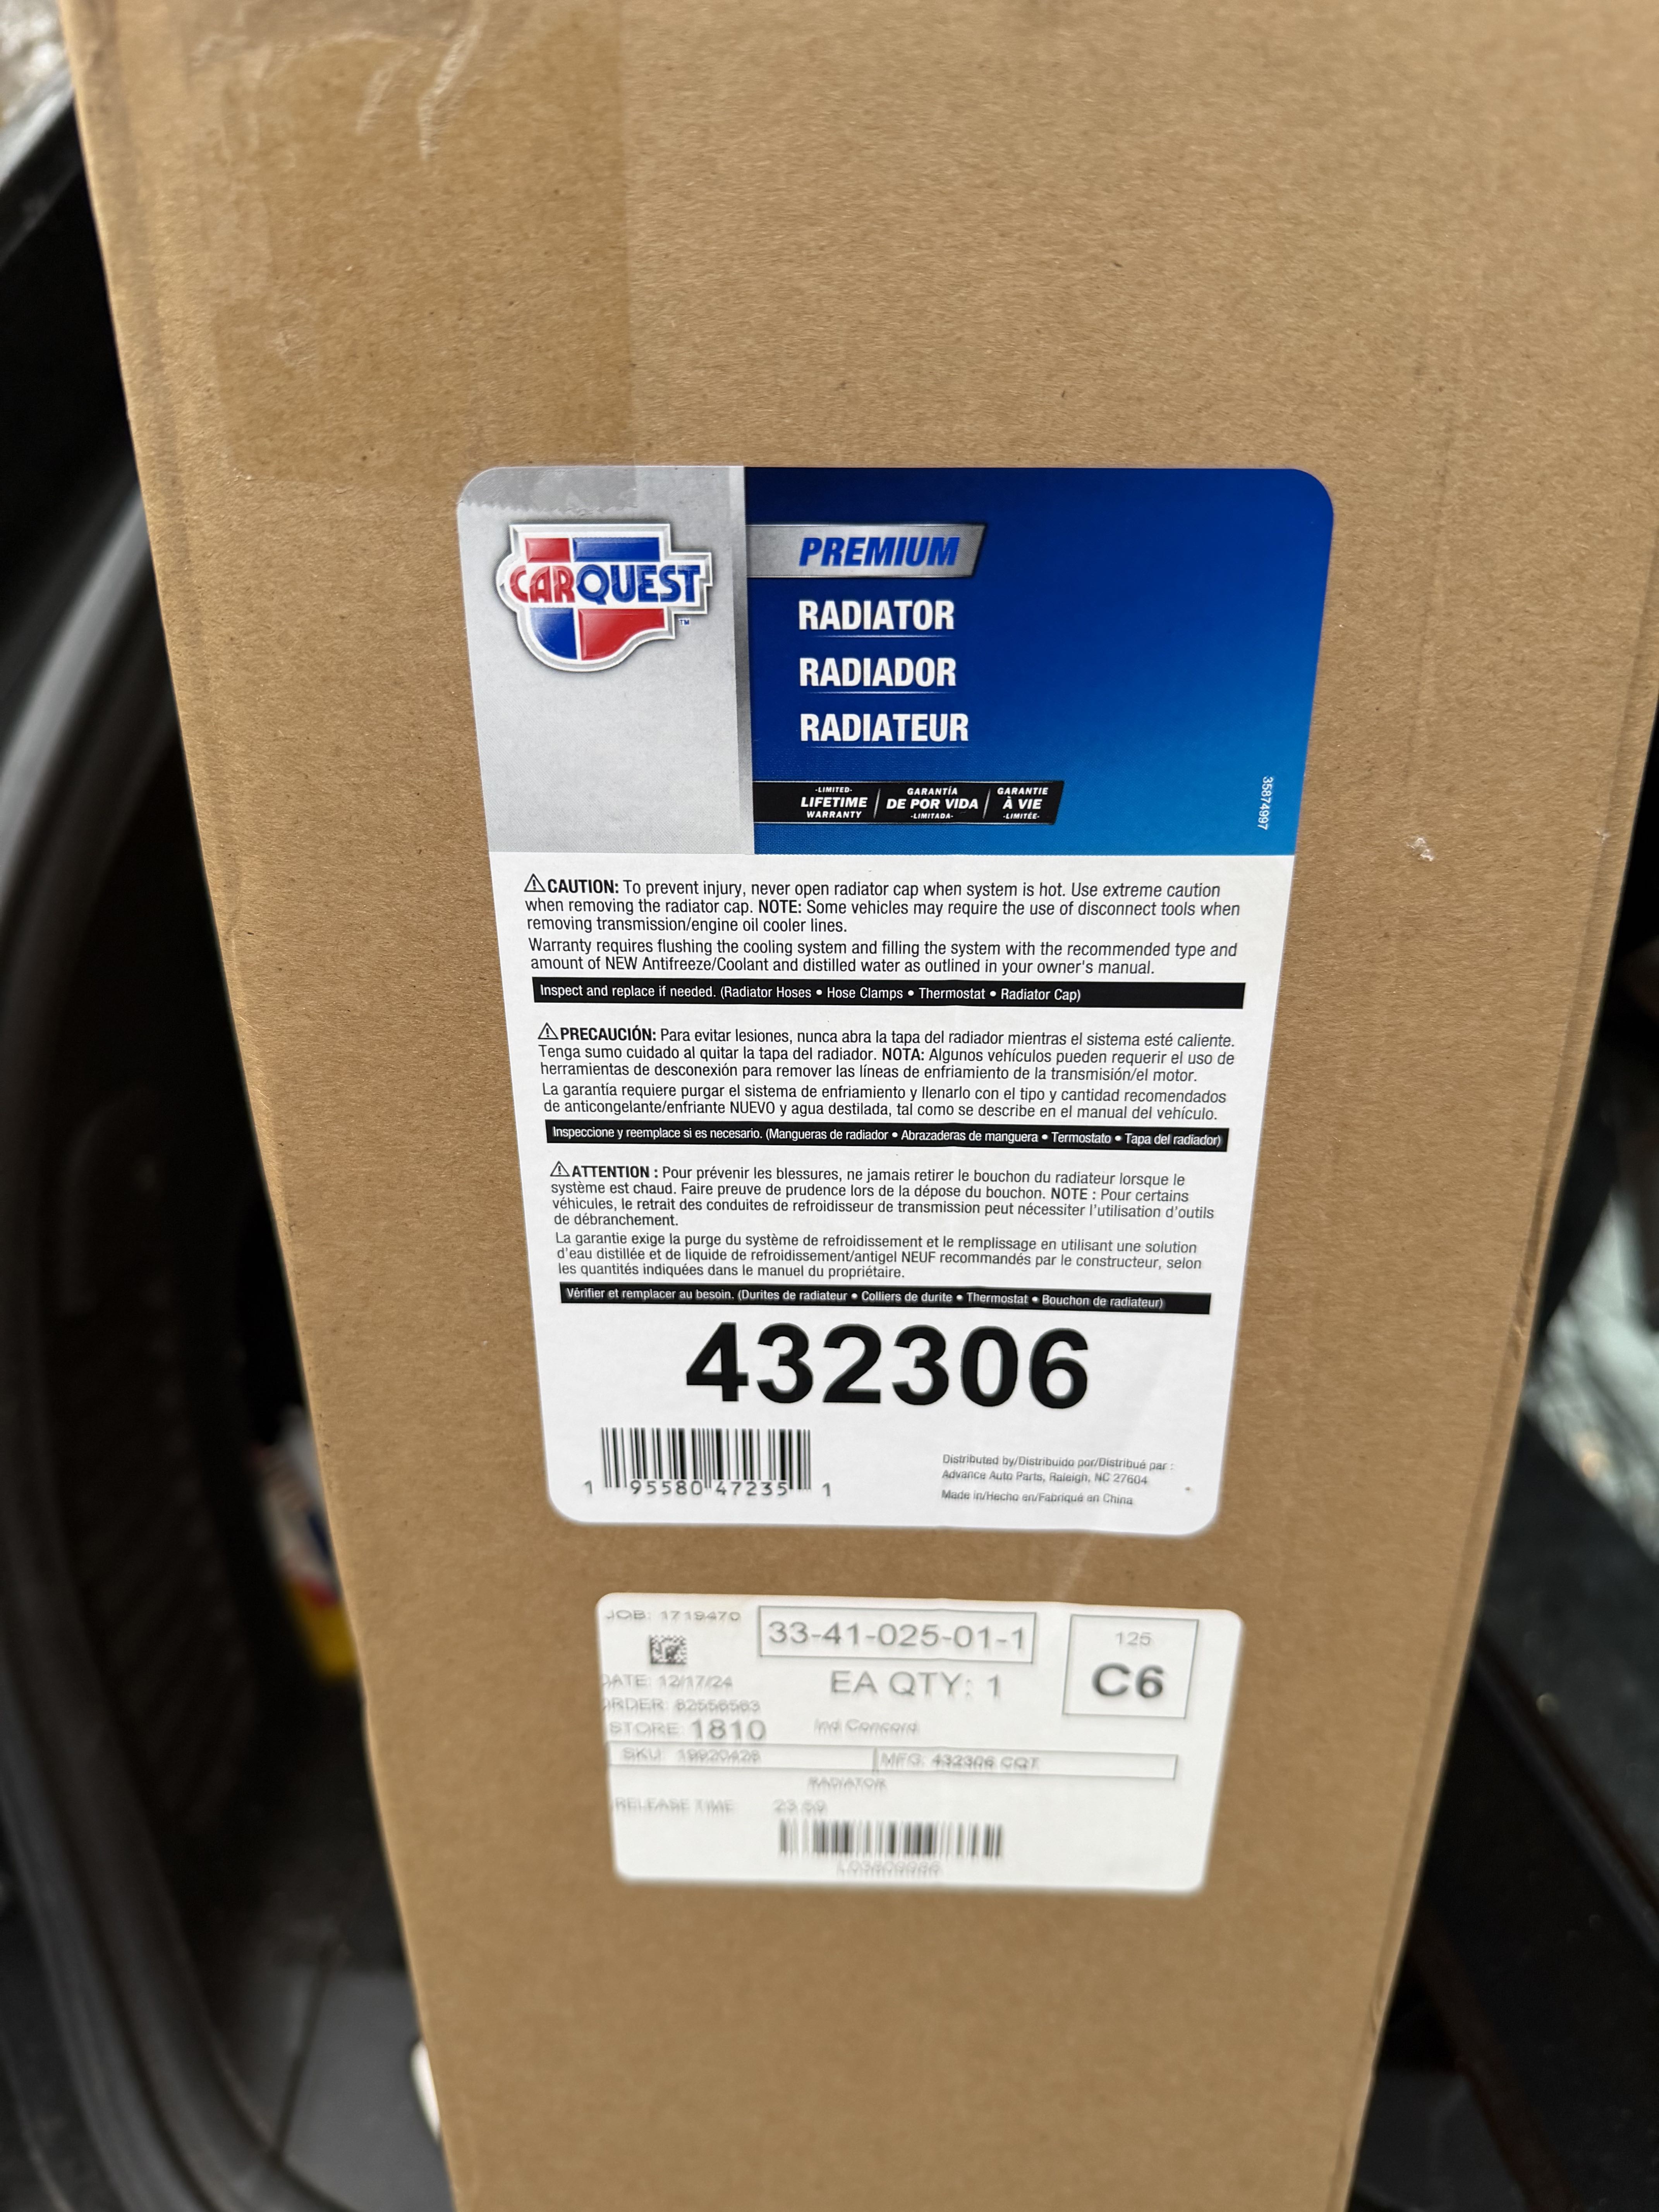 CARQUEST
TM
PREMIUM
RADIATOR
RADIADOR
RADIATEUR
-LIMITED-
LIFETIME
WARRANTY
GARANTÍA
DE POR VIDA
-LIMITADA-
GARANTIE
À VIE
-LIMITÉE-
35874997
⚠CAUTION: To prevent injury, never open radiator cap when system is hot. Use extreme caution
when removing the radiator cap. NOTE: Some vehicles may require the use of disconnect tools when
removing transmission/engine oil cooler lines.
Warranty requires flushing the cooling system and filling the system with the recommended type and
amount of NEW Antifreeze/Coolant and distilled water as outlined in your owner's manual.
Inspect and replace if needed. (Radiator Hoses • Hose Clamps • Thermostat • Radiator Cap)
⚠PRECAUCIÓN: Para evitar lesiones, nunca abra la tapa del radiador mientras el sistema esté caliente.
Tenga sumo cuidado al quitar la tapa del radiador. NOTA: Algunos vehículos pueden requerir el uso de
herramientas de desconexión para remover las líneas de enfriamiento de la transmisión/el motor.
La garantía requiere purgar el sistema de enfriamiento y llenarlo con el tipo y cantidad recomendados
de anticongelante/enfriante NUEVO y agua destilada, tal como se describe en el manual del vehículo.
Inspeccione y reemplace si es necesario. (Mangueras de radiador • Abrazaderas de manguera • Termostato • Tapa del radiador)
⚠ATTENTION : Pour prévenir les blessures, ne jamais retirer le bouchon du radiateur lorsque le
système est chaud. Faire preuve de prudence lors de la dépose du bouchon. NOTE : Pour certains
véhicules, le retrait des conduites de refroidisseur de transmission peut nécessiter l'utilisation d'outils
de débranchement.
La garantie exige la purge du système de refroidissement et le remplissage en utilisant une solution
d'eau distillée et de liquide de refroidissement/antigel NEUF recommandés par le constructeur, selon
les quantités indiquées dans le manuel du propriétaire.
Vérifier et remplacer au besoin. (Durites de radiateur • Colliers de durite • Thermostat • Bouchon de radiateur)
432306
1 95580 47235 1
Distributed by/Distribuido por/Distribué par :
Advance Auto Parts, Raleigh, NC 27604
Made in/Hecho en/Fabriqué en China
JOB: 1719470
33-41-025-01-1
125
C6
DATE: 12/17/24
EA QTY: 1
ORDER: 62556563
STORE: 1810
Ind Concord
SKU: 19920426
MFG: 432306 CQT
RADIATOR
RELEASE TIME: 23:59